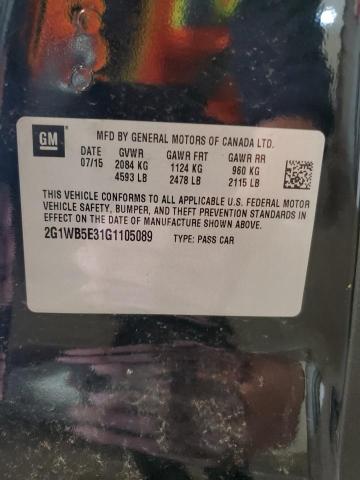 GM
MFD BY GENERAL MOTORS OF CANADA LTD.
DATE GVWR GAWR FRT GAWR RR
07/15 2084 KG 1124 KG 960 KG
4593 LB 2478 LB 2115 LB
THIS VEHICLE CONFORMS TO ALL APPLICABLE U.S. FEDERAL MOTOR
VEHICLE SAFETY, BUMPER, AND THEFT PREVENTION STANDARDS IN
EFFECT ON THE DATE OF MANUFACTURE SHOWN ABOVE.
2G1WB5E31G1105089 TYPE: PASS CAR